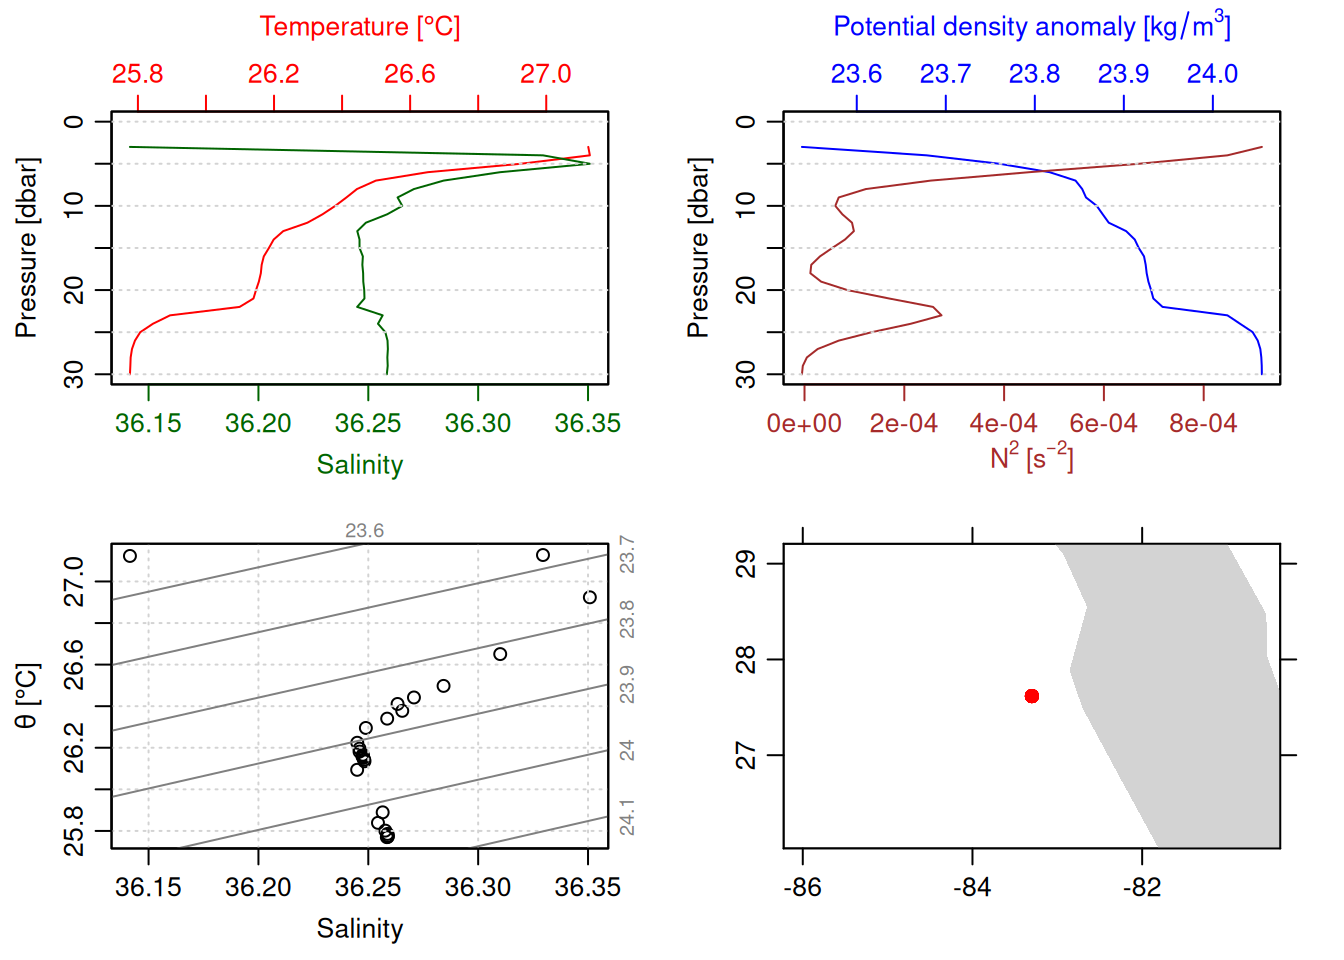 Temperature [°C]
25.8 26.2 26.6 27.0
Pressure [dbar]
0
10
20
30
36.15 36.20 36.25 36.30 36.35
Salinity
Potential density anomaly [kg/m³]
23.6 23.7 23.8 23.9 24.0
Pressure [dbar]
0
10
20
30
0e+00 2e-04 4e-04 6e-04 8e-04
N² [s⁻²]
23.6
θ [°C]
27.0
26.6
26.2
25.8
23.7
23.8
23.9
24
24.1
36.15 36.20 36.25 36.30 36.35
Salinity
29
28
27
-86 -84 -82